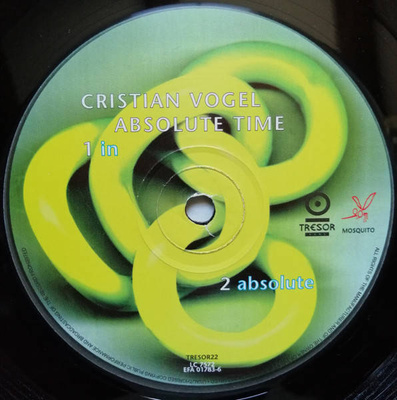 CRISTIAN VOGEL
ABSOLUTE TIME
1 in
TRESOR
MOSQUITO
2 absolute
TRESOR22
EFA 01783-6